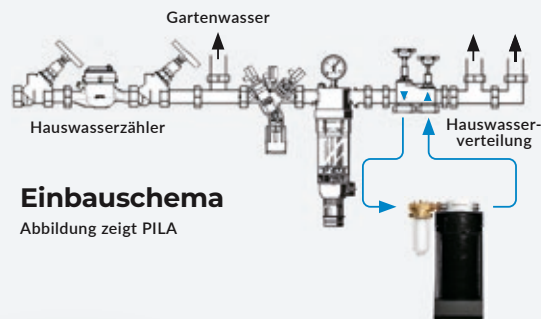 Gartenwasser
Hauswasserzähler
Hauswasser-
verteilung
Einbauschema
Abbildung zeigt PILA